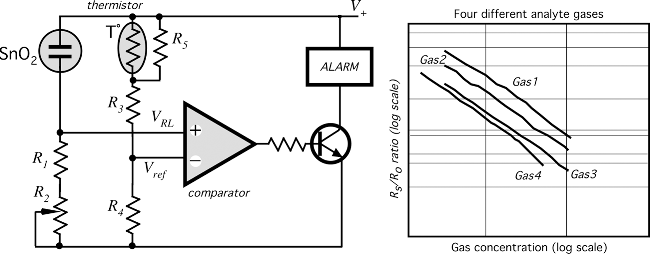 thermistor
V+
T°
R5
SnO2
ALARM
R3
VRL
+
R1
Vref
−
R2
comparator
R4
Four different analyte gases
Gas2
Gas1
Gas4
Gas3
RS/RO ratio (log scale)
Gas concentration (log scale)